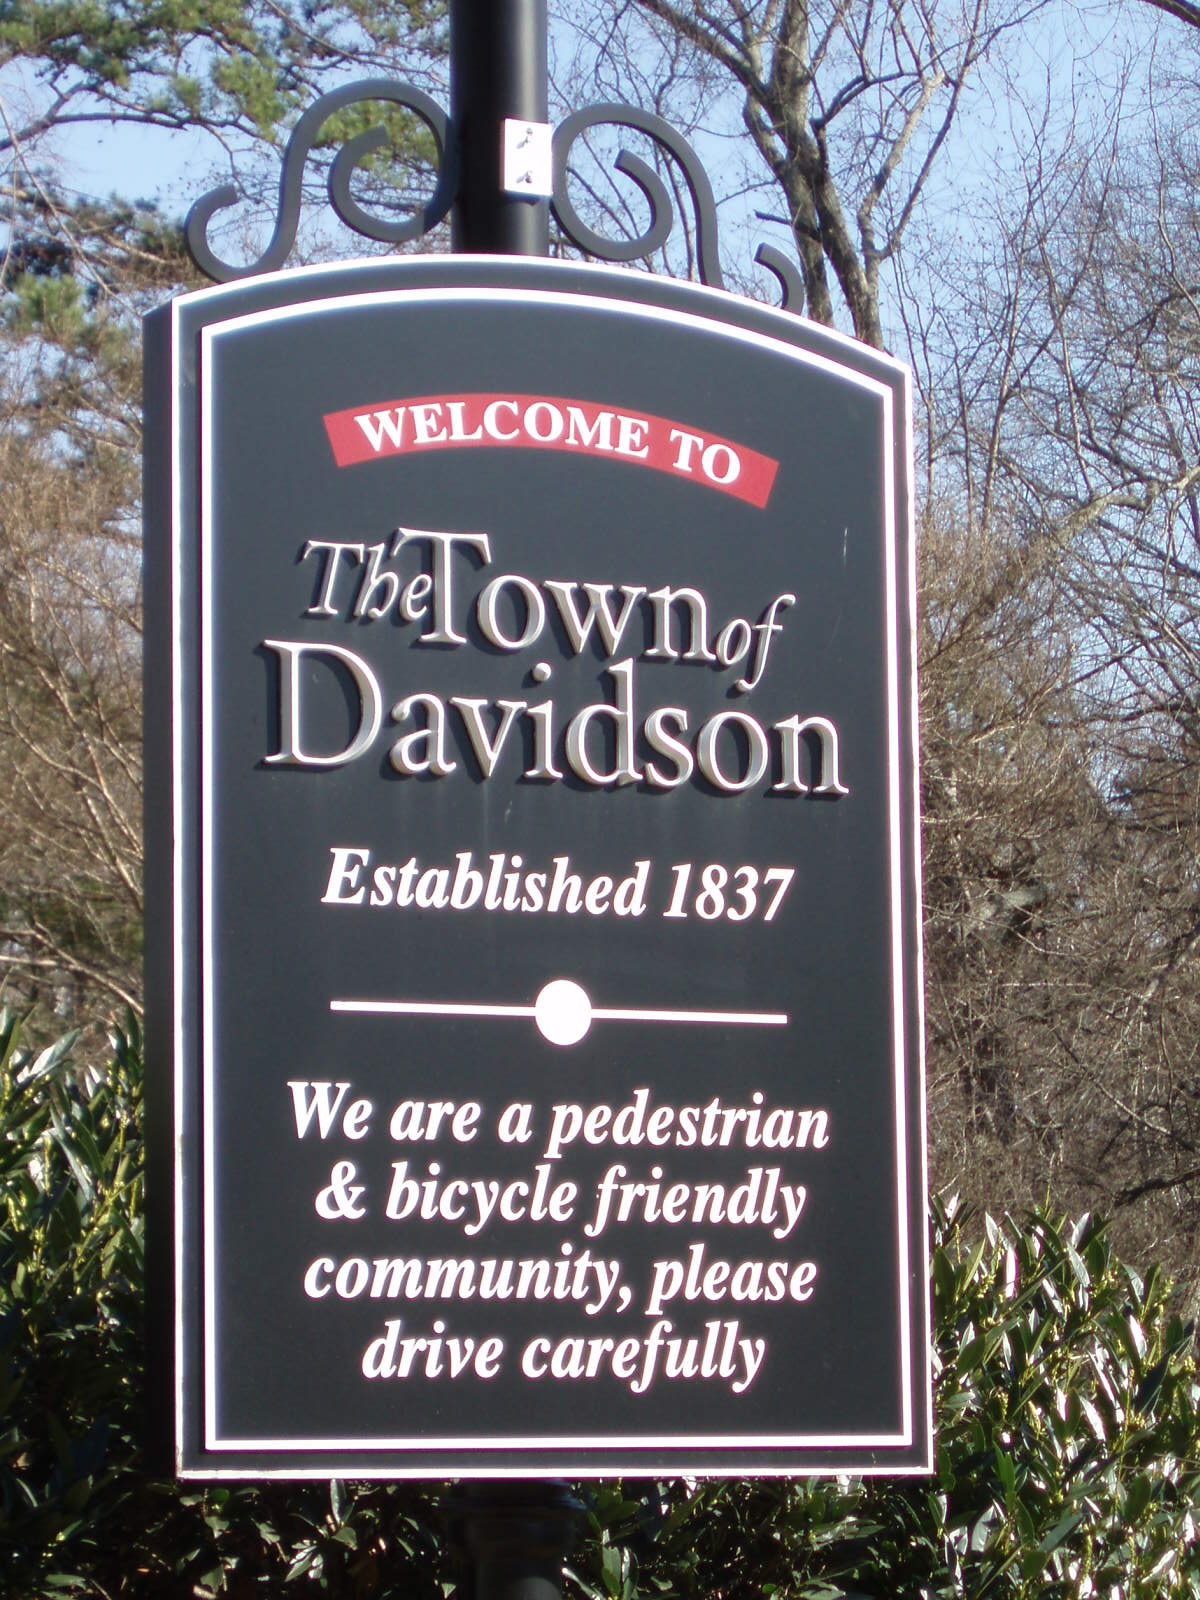 WELCOME TO
The Town of
Davidson
Established 1837
We are a pedestrian
& bicycle friendly
community, please
drive carefully